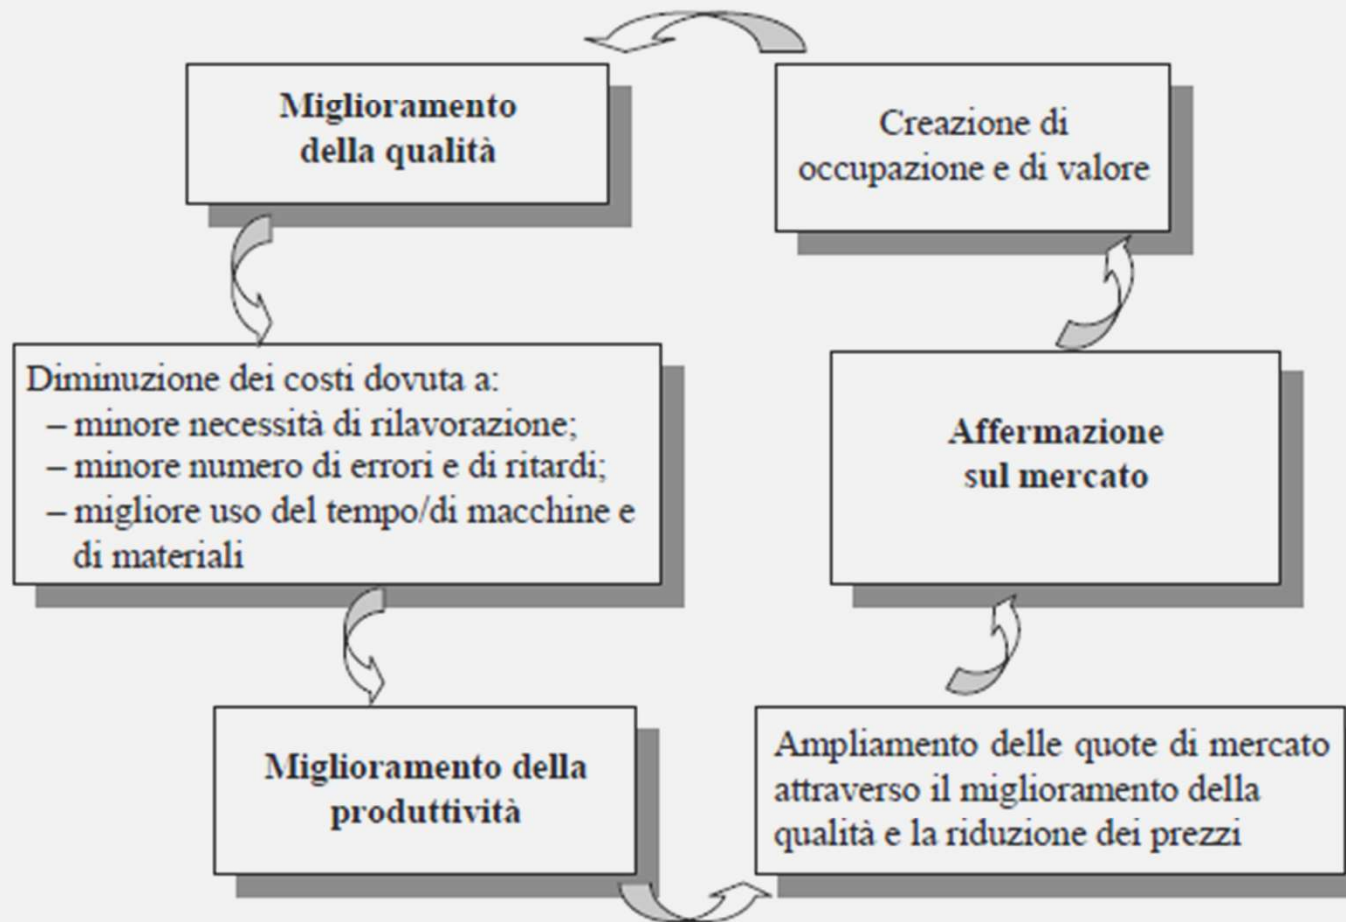 Miglioramento
della qualità
Diminuzione dei costi dovuta a:
– minore necessità di rilavorazione;
– minore numero di errori e di ritardi;
– migliore uso del tempo/di macchine e
di materiali
Miglioramento della
produttività
Ampliamento delle quote di mercato
attraverso il miglioramento della
qualità e la riduzione dei prezzi
Affermazione
sul mercato
Creazione di
occupazione e di valore